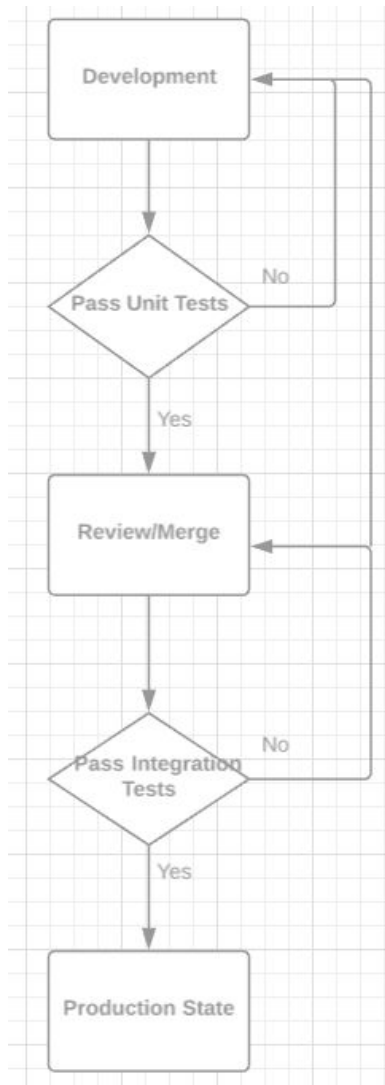 Development
No
Pass Unit Tests
Yes
Review/Merge
No
Pass Integration
Tests
Yes
Production State